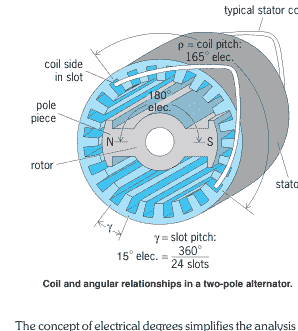 typical stator co
ρ = coil pitch:
165° elec.
coil side
in slot
180°
elec.
pole
piece
N
S
rotor
stato
γ
γ = slot pitch:
15° elec. = 360°
24 slots
Coil and angular relationships in a two-pole alternator.
The concept of electrical degrees simplifies the analysis